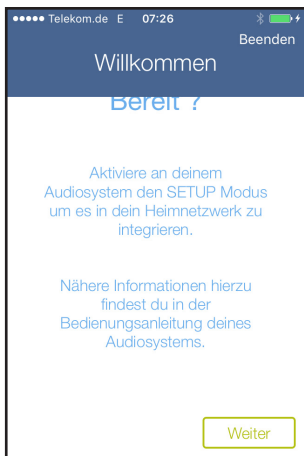 Telekom.de E 07:26
Beenden
Willkommen
Bereit ?
Aktiviere an deinem
Audiosystem den SETUP Modus
um es in dein Heimnetzwerk zu
integrieren.
Nähere Informationen hierzu
findest du in der
Bedienungsanleitung deines
Audiosystems.
Weiter